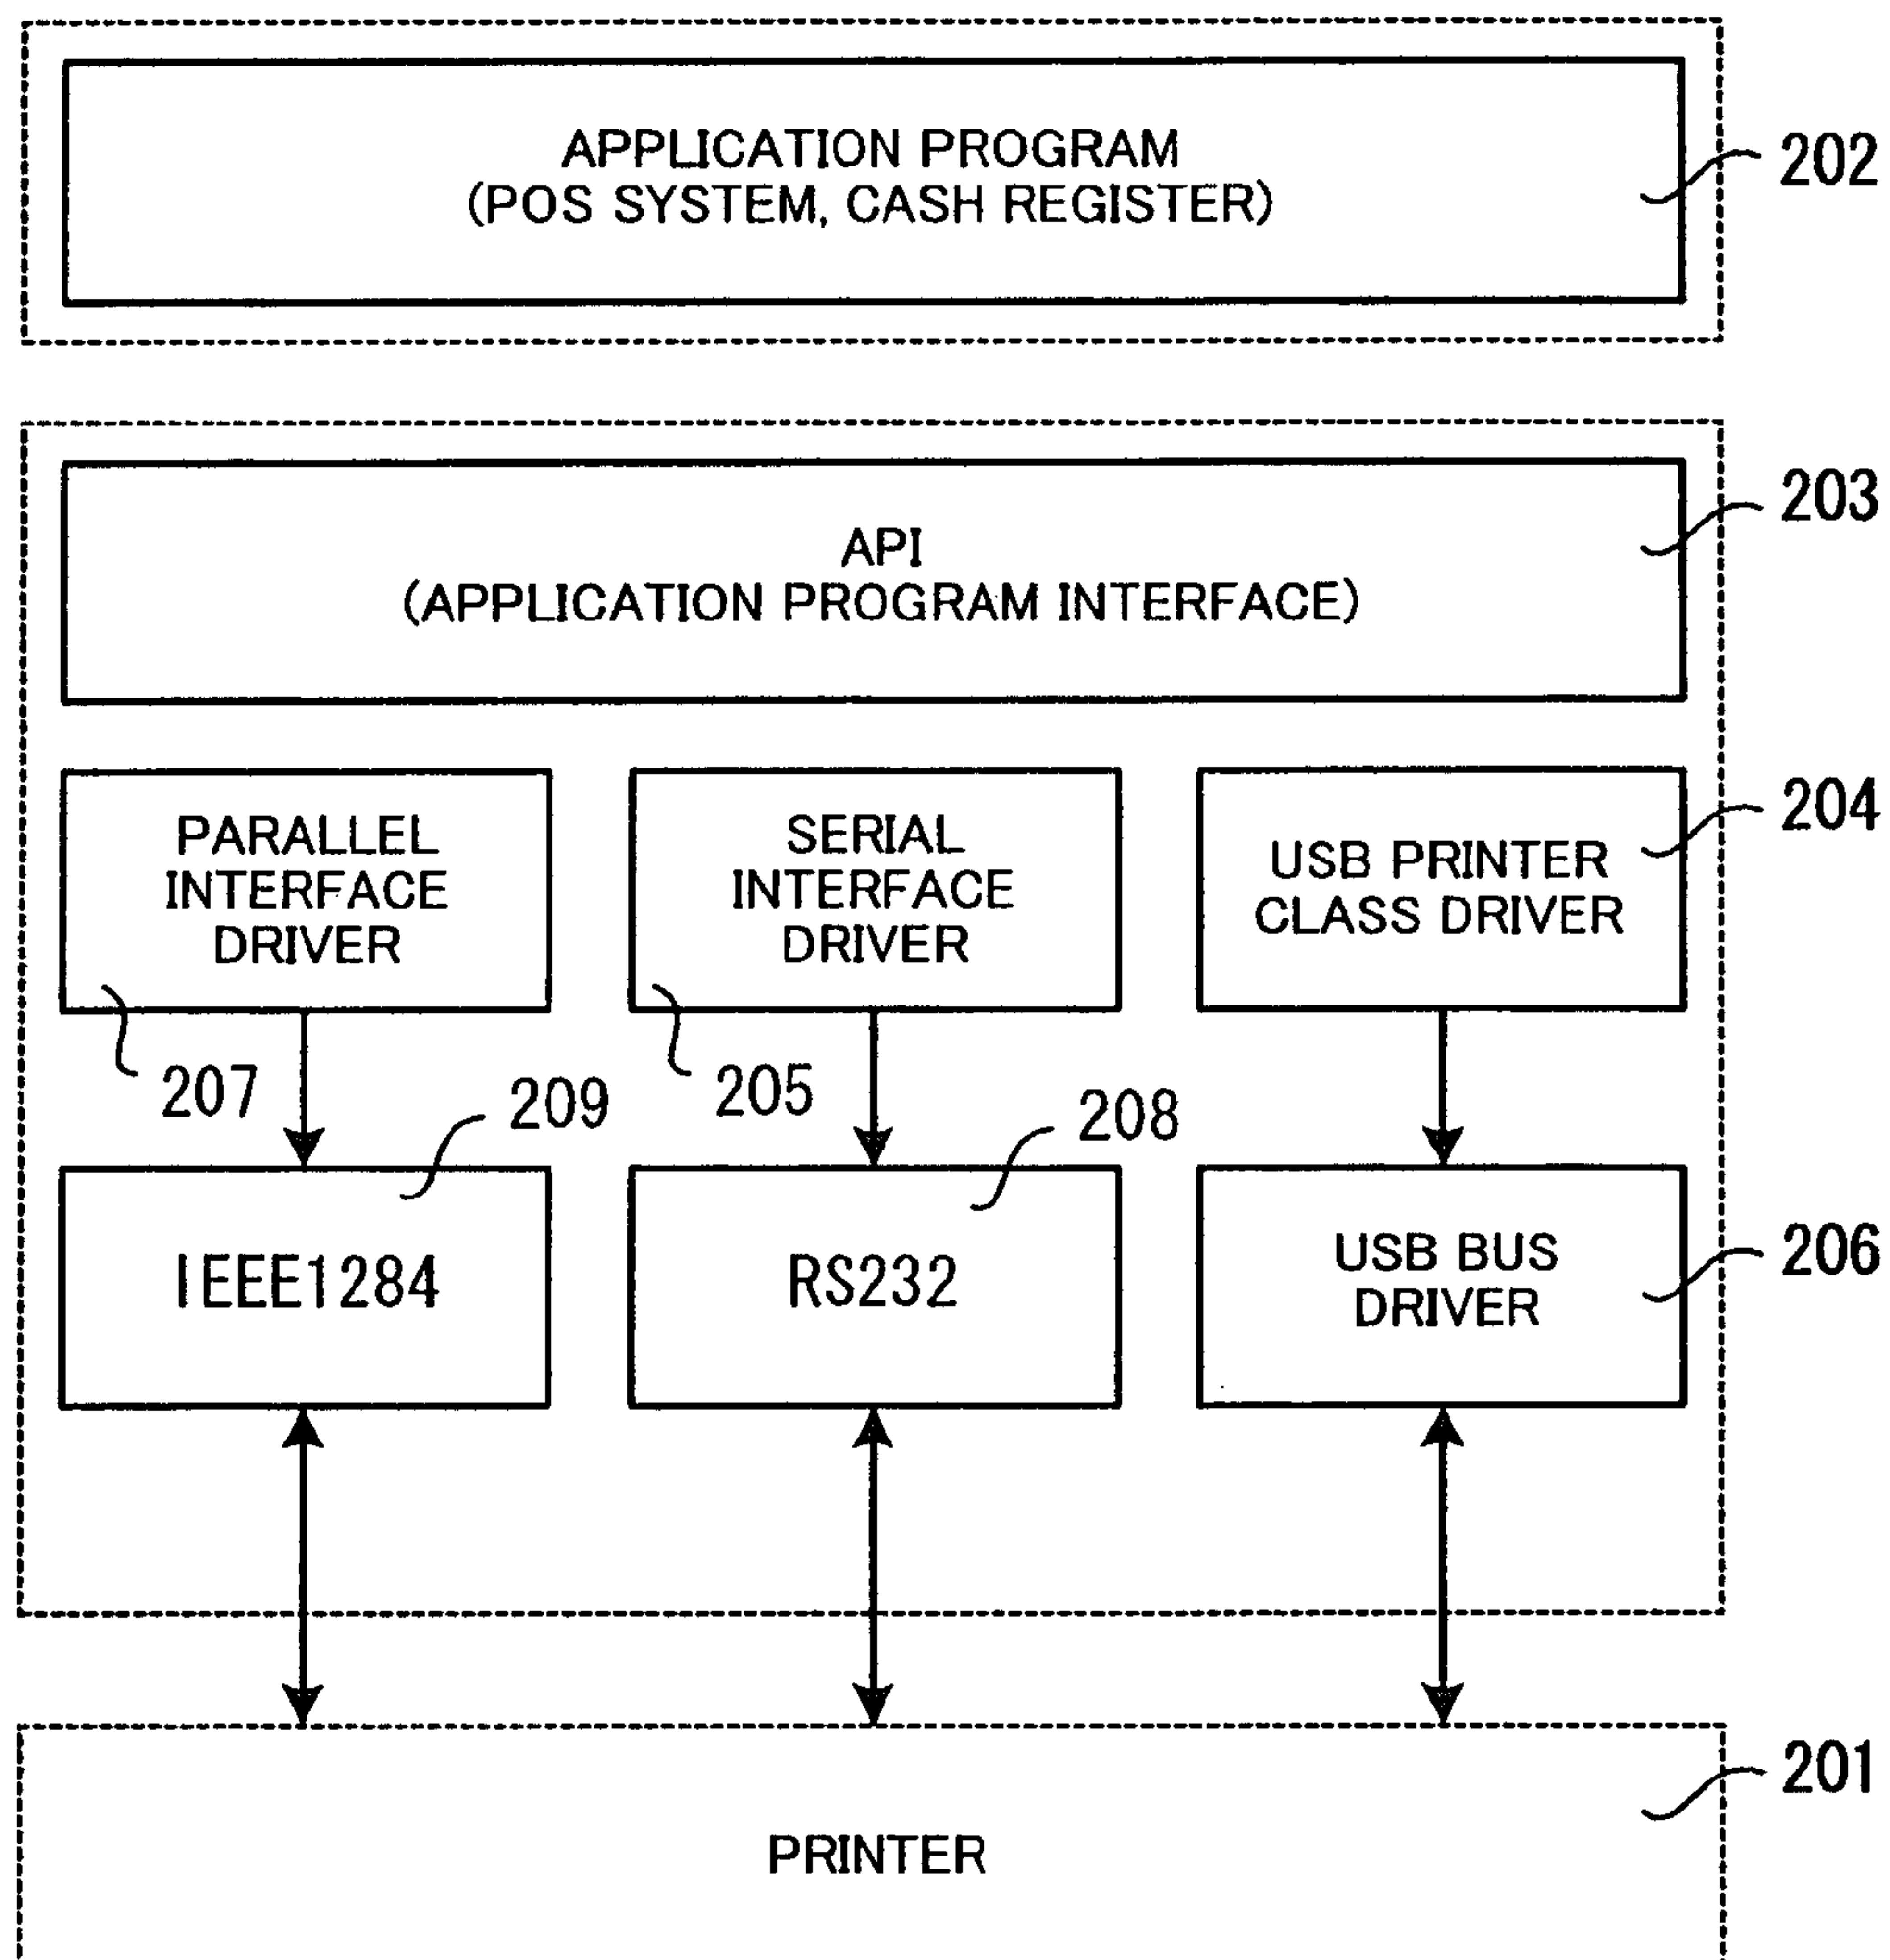 APPLICATION PROGRAM
(POS SYSTEM, CASH REGISTER)
202
API
(APPLICATION PROGRAM INTERFACE)
203
PARALLEL
INTERFACE
DRIVER
207
SERIAL
INTERFACE
DRIVER
205
USB PRINTER
CLASS DRIVER
204
IEEE1284
209
RS232
208
USB BUS
DRIVER
206
PRINTER
201